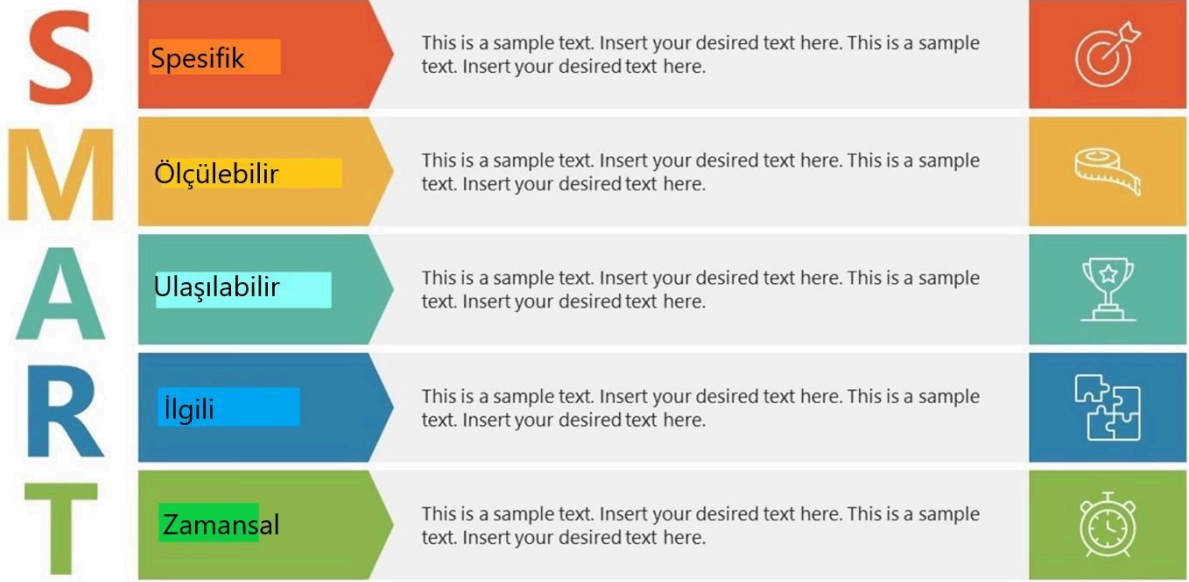 S
Spesifik
This is a sample text. Insert your desired text here. This is a sample
text. Insert your desired text here.
M
Ölçülebilir
This is a sample text. Insert your desired text here. This is a sample
text. Insert your desired text here.
A
Ulaşılabilir
This is a sample text. Insert your desired text here. This is a sample
text. Insert your desired text here.
R
İlgili
This is a sample text. Insert your desired text here. This is a sample
text. Insert your desired text here.
T
Zamansal
This is a sample text. Insert your desired text here. This is a sample
text. Insert your desired text here.